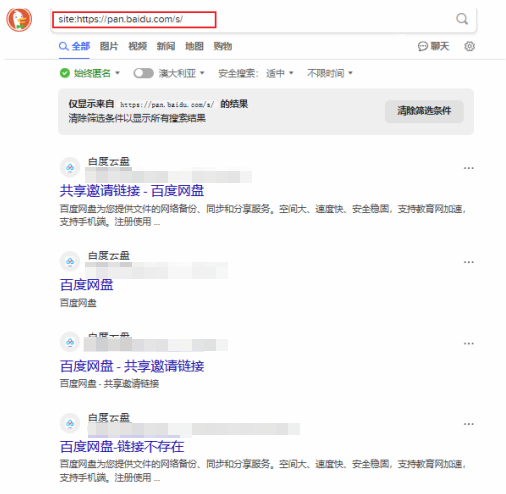 site:https://pan.baidu.com/s/
全部 图片 视频 新闻 地图 购物 聊天
始终匿名 澳大利亚 安全搜索： 适中 不限时间
仅显示来自 https://pan.baidu.com/s/ 的结果
清除筛选条件以显示所有搜索结果
清除筛选条件
百度云盘
共享邀请链接 - 百度网盘
百度网盘为您提供文件的网络备份、同步和分享服务。空间大、速度快、安全稳固，支持教育网加速，
支持手机端。注册使用 ...
百度云盘
百度网盘
百度网盘
百度云盘
百度网盘 - 共享邀请链接
百度网盘 - 共享邀请链接
百度云盘
百度网盘-链接不存在
百度网盘为您提供文件的网络备份、同步和分享服务。空间大、速度快、安全稳固，支持教育网加速，
支持手机端。注册使用 ...